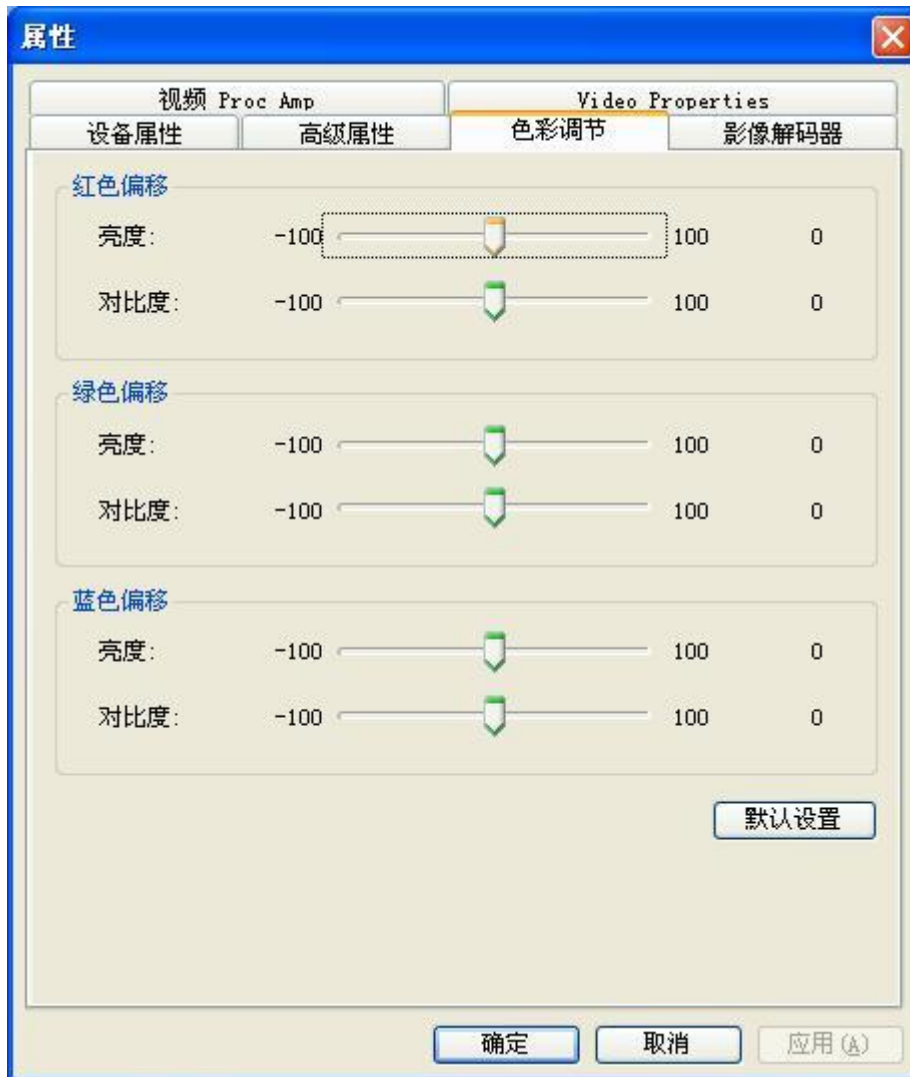 属性
视频 Proc Amp Video Properties
设备属性 高级属性 色彩调节 影像解码器
红色偏移
亮度: -100 100 0
对比度: -100 100 0
绿色偏移
亮度: -100 100 0
对比度: -100 100 0
蓝色偏移
亮度: -100 100 0
对比度: -100 100 0
默认设置
确定 取消 应用(A)